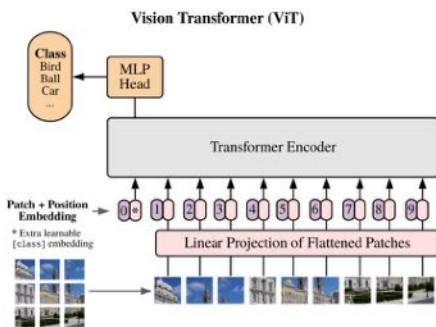 Vision Transformer (ViT)
Class
Bird
Ball
Car
...
MLP
Head
Transformer Encoder
Patch + Position
Embedding
0 * 1 2 3 4 5 6 7 8 9
* Extra learnable
[class] embedding
Linear Projection of Flattened Patches